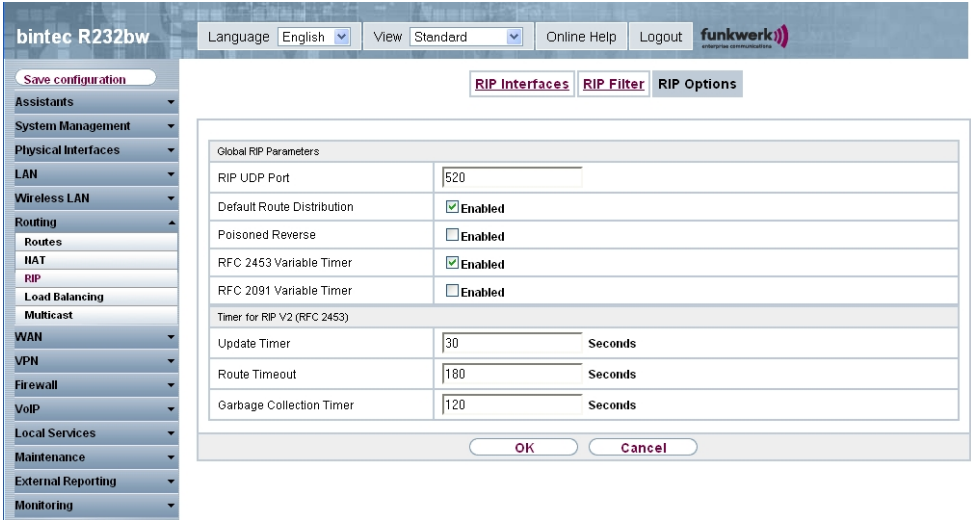 bintec R232bw
Language English View Standard Online Help Logout funkwerk
enterprise communications
Save configuration
Assistants
System Management
Physical Interfaces
LAN
Wireless LAN
Routing
Routes
NAT
RIP
Load Balancing
Multicast
WAN
VPN
Firewall
VoIP
Local Services
Maintenance
External Reporting
Monitoring
RIP Interfaces RIP Filter RIP Options
Global RIP Parameters
RIP UDP Port 520
Default Route Distribution Enabled
Poisoned Reverse Enabled
RFC 2453 Variable Timer Enabled
RFC 2091 Variable Timer Enabled
Timer for RIP V2 (RFC 2453)
Update Timer 30 Seconds
Route Timeout 180 Seconds
Garbage Collection Timer 120 Seconds
OK Cancel